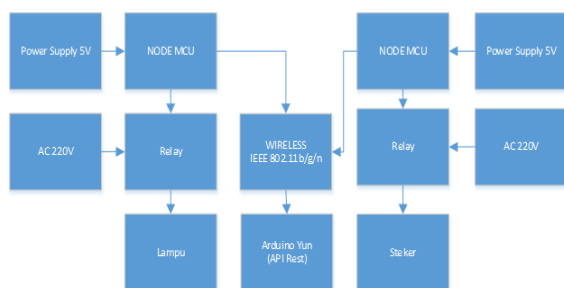 Power Supply 5V
NODE MCU
NODE MCU
Power Supply 5V
AC 220V
Relay
WIRELESS
IEEE 802.11b/g/n
Relay
AC 220V
Lampu
Arduino Yun
(API Rest)
Steker